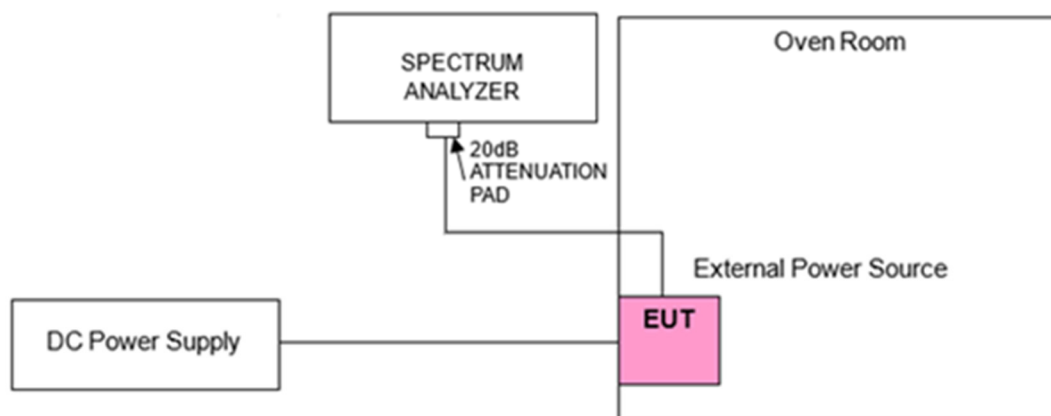 SPECTRUM
ANALYZER
Oven Room
20dB
ATTENUATION
PAD
External Power Source
EUT
DC Power Supply